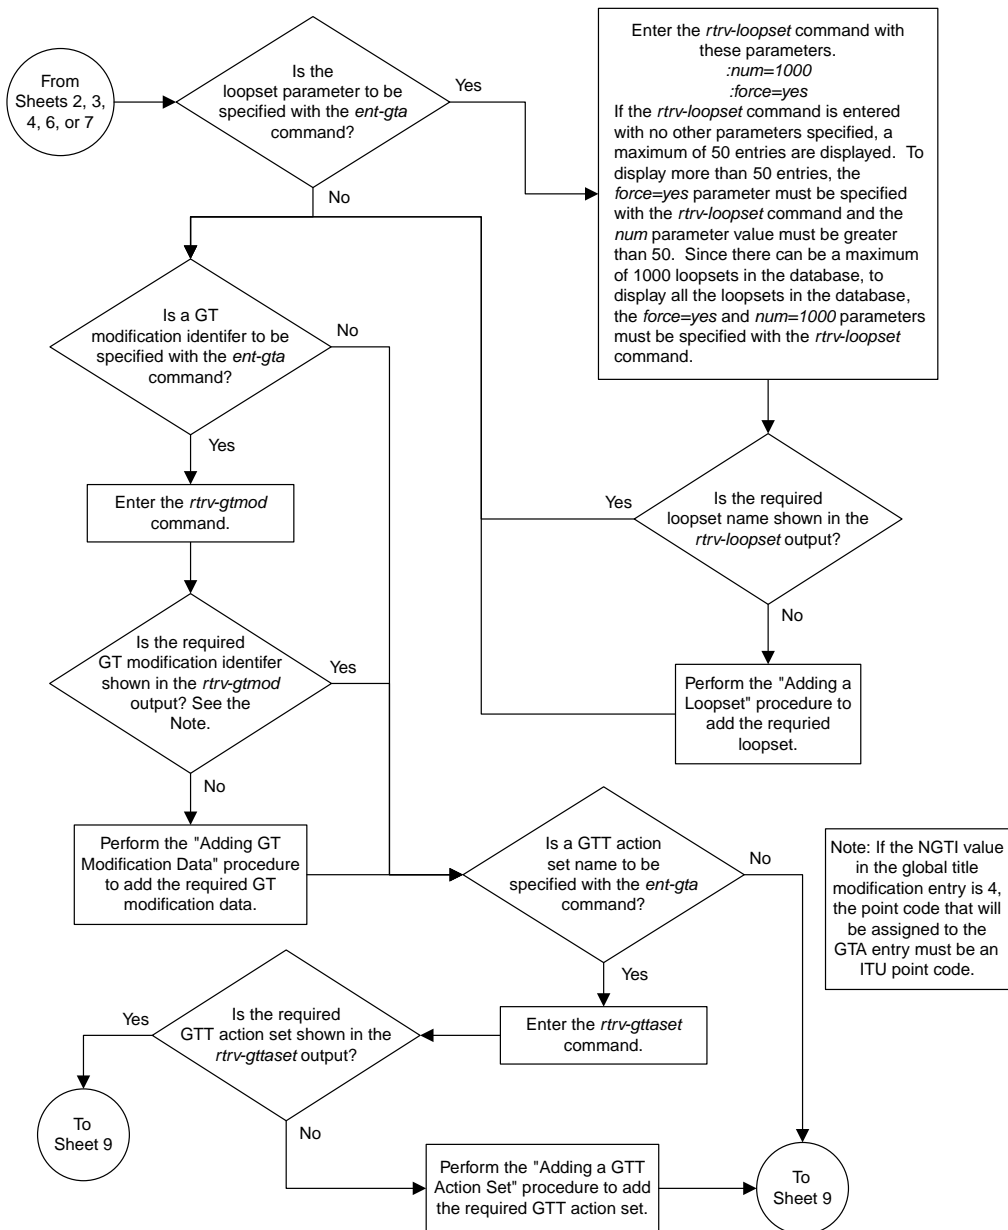 From
Sheets 2, 3,
4, 6, or 7
Is the
loopset parameter to be
specified with the ent-gta
command?
Yes
No
Enter the rtrv-loopset command with
these parameters.
:num=1000
:force=yes
If the rtrv-loopset command is entered
with no other parameters specified, a
maximum of 50 entries are displayed. To
display more than 50 entries, the
force=yes parameter must be specified
with the rtrv-loopset command and the
num parameter value must be greater
than 50. Since there can be a maximum
of 1000 loopsets in the database, to
display all the loopsets in the database,
the force=yes and num=1000 parameters
must be specified with the rtrv-loopset
command.
Is a GT
modification identifer to be
specified with the ent-gta
command?
No
Yes
Enter the rtrv-gtmod
command.
Is the required
loopset name shown in the
rtrv-loopset output?
Yes
No
Is the required
GT modification identifer
shown in the rtrv-gtmod
output? See the
Note.
Yes
No
Perform the "Adding a
Loopset" procedure to
add the requried
loopset.
Perform the "Adding GT
Modification Data" procedure
to add the required GT
modification data.
Is a GTT action
set name to be
specified with the ent-gta
command?
No
Yes
Note: If the NGTI value
in the global title
modification entry is 4,
the point code that will
be assigned to the
GTA entry must be an
ITU point code.
Enter the rtrv-gttaset
command.
Is the required
GTT action set shown in the
rtrv-gttaset output?
Yes
No
To
Sheet 9
Perform the "Adding a GTT
Action Set" procedure to add
the required GTT action set.
To
Sheet 9